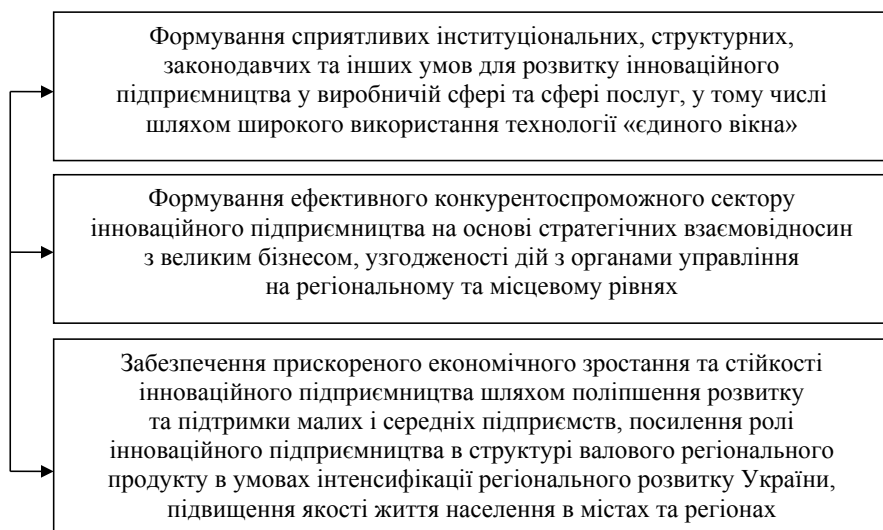 Формування сприятливих інституціональних, структурних,
законодавчих та інших умов для розвитку інноваційного
підприємництва у виробничій сфері та сфері послуг, у тому числі
шляхом широкого використання технології «єдиного вікна»
Формування ефективного конкурентоспроможного сектору
інноваційного підприємництва на основі стратегічних взаємовідносин
з великим бізнесом, узгодженості дій з органами управління
на регіональному та місцевому рівнях
Забезпечення прискореного економічного зростання та стійкості
інноваційного підприємництва шляхом поліпшення розвитку
та підтримки малих і середніх підприємств, посилення ролі
інноваційного підприємництва в структурі валового регіонального
продукту в умовах інтенсифікації регіонального розвитку України,
підвищення якості життя населення в містах та регіонах